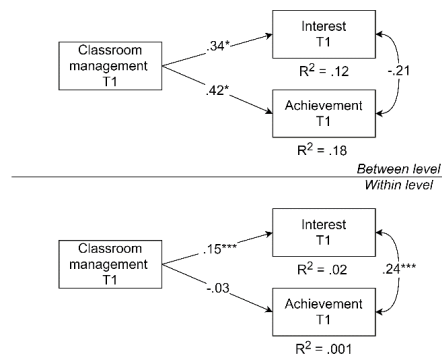 Interest
T1
Classroom
management
T1
.34*
R² = .12
-.21
.42*
Achievement
T1
R² = .18
Between level
Within level
Interest
T1
Classroom
management
T1
.15***
R² = .02
.24***
-.03
Achievement
T1
R² = .001